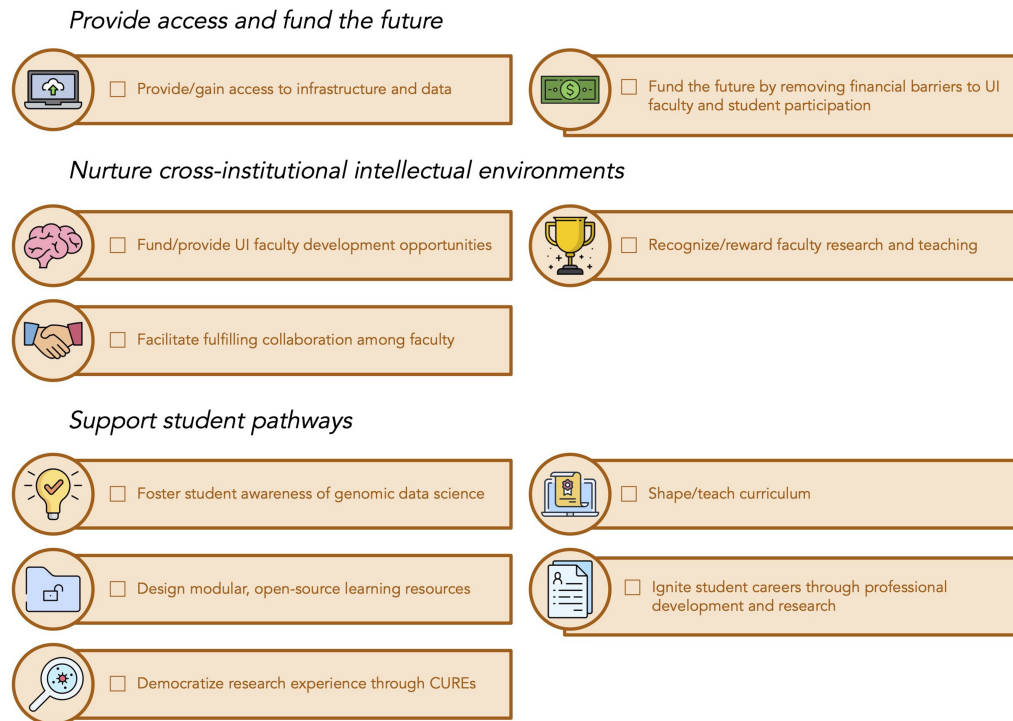 Provide access and fund the future
☐ Provide/gain access to infrastructure and data
☐ Fund the future by removing financial barriers to UI
faculty and student participation
Nurture cross-institutional intellectual environments
☐ Fund/provide UI faculty development opportunities
☐ Recognize/reward faculty research and teaching
☐ Facilitate fulfilling collaboration among faculty
Support student pathways
☐ Foster student awareness of genomic data science
☐ Shape/teach curriculum
☐ Design modular, open-source learning resources
☐ Ignite student careers through professional
development and research
☐ Democratize research experience through CUREs